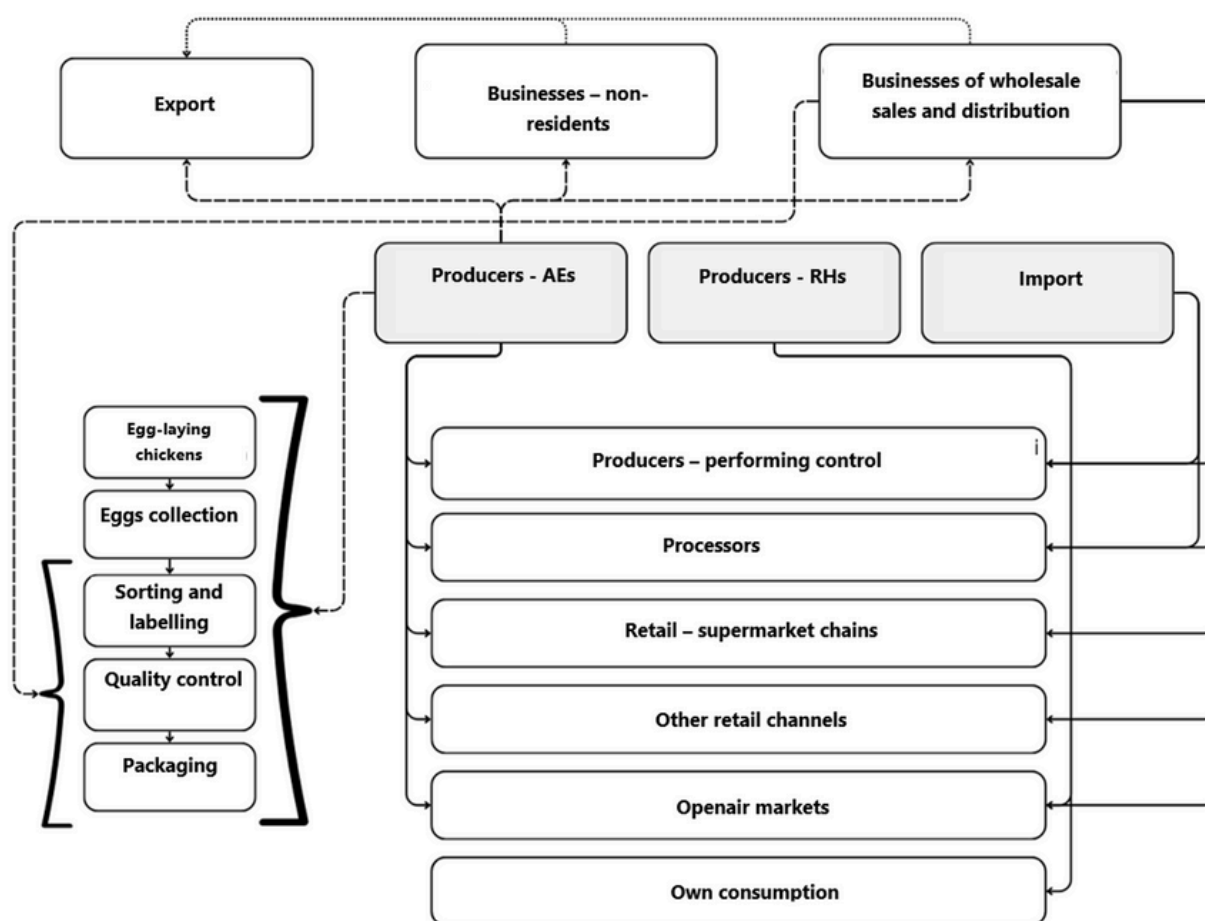 Export
Businesses – non-
residents
Businesses of wholesale
sales and distribution
Producers - AEs
Producers - RHs
Import
Egg-laying
chickens
Eggs collection
Sorting and
labelling
Quality control
Packaging
Producers – performing control
i
Processors
Retail – supermarket chains
Other retail channels
Openair markets
Own consumption